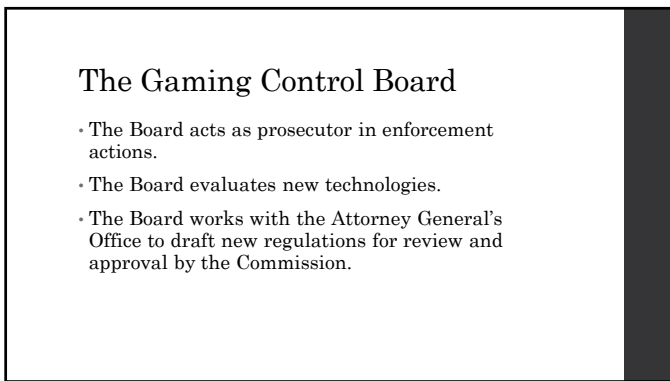 The Gaming Control Board
• The Board acts as prosecutor in enforcement
actions.
• The Board evaluates new technologies.
• The Board works with the Attorney General’s
Office to draft new regulations for review and
approval by the Commission.